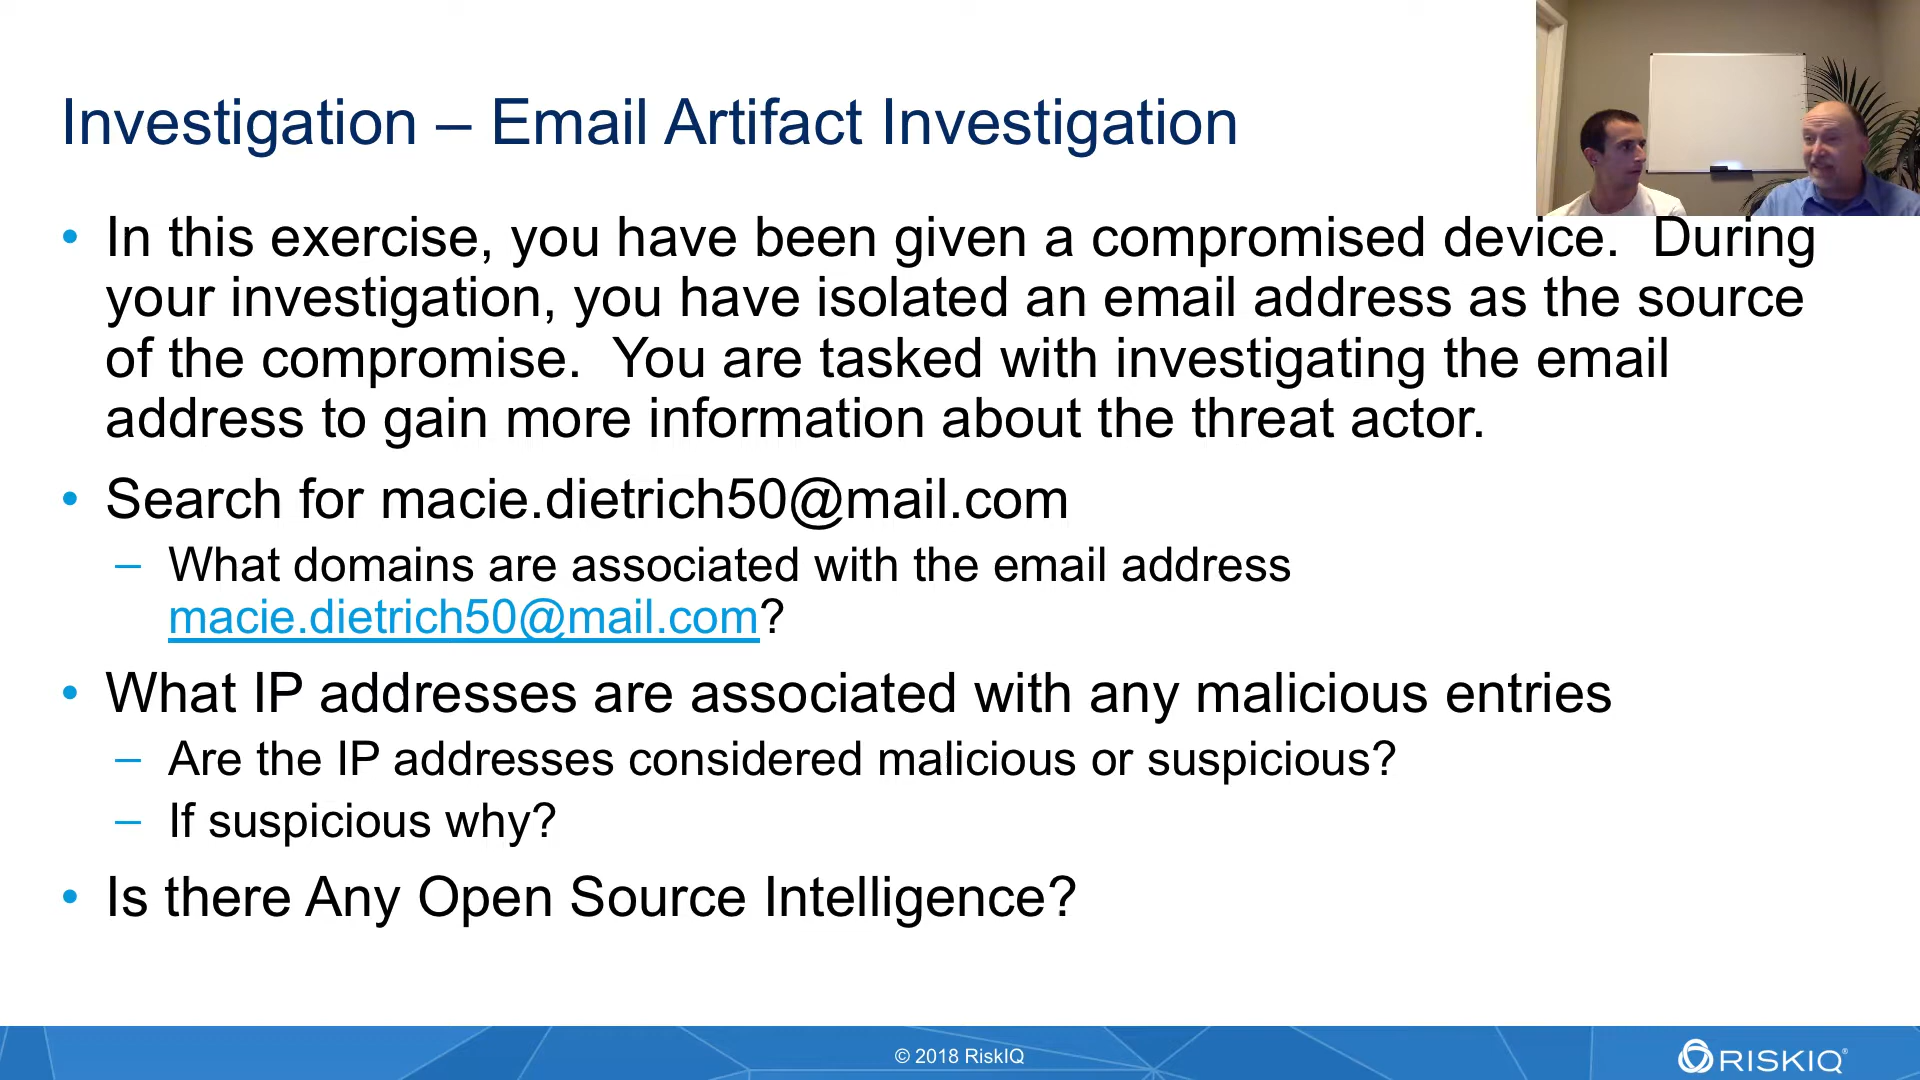 Investigation – Email Artifact Investigation
• In this exercise, you have been given a compromised device.  During
your investigation, you have isolated an email address as the source
of the compromise.  You are tasked with investigating the email
address to gain more information about the threat actor.
• Search for macie.dietrich50@mail.com
– What domains are associated with the email address
macie.dietrich50@mail.com?
• What IP addresses are associated with any malicious entries
– Are the IP addresses considered malicious or suspicious?
– If suspicious why?
• Is there Any Open Source Intelligence?
© 2018 RiskIQ
RISKIQ®